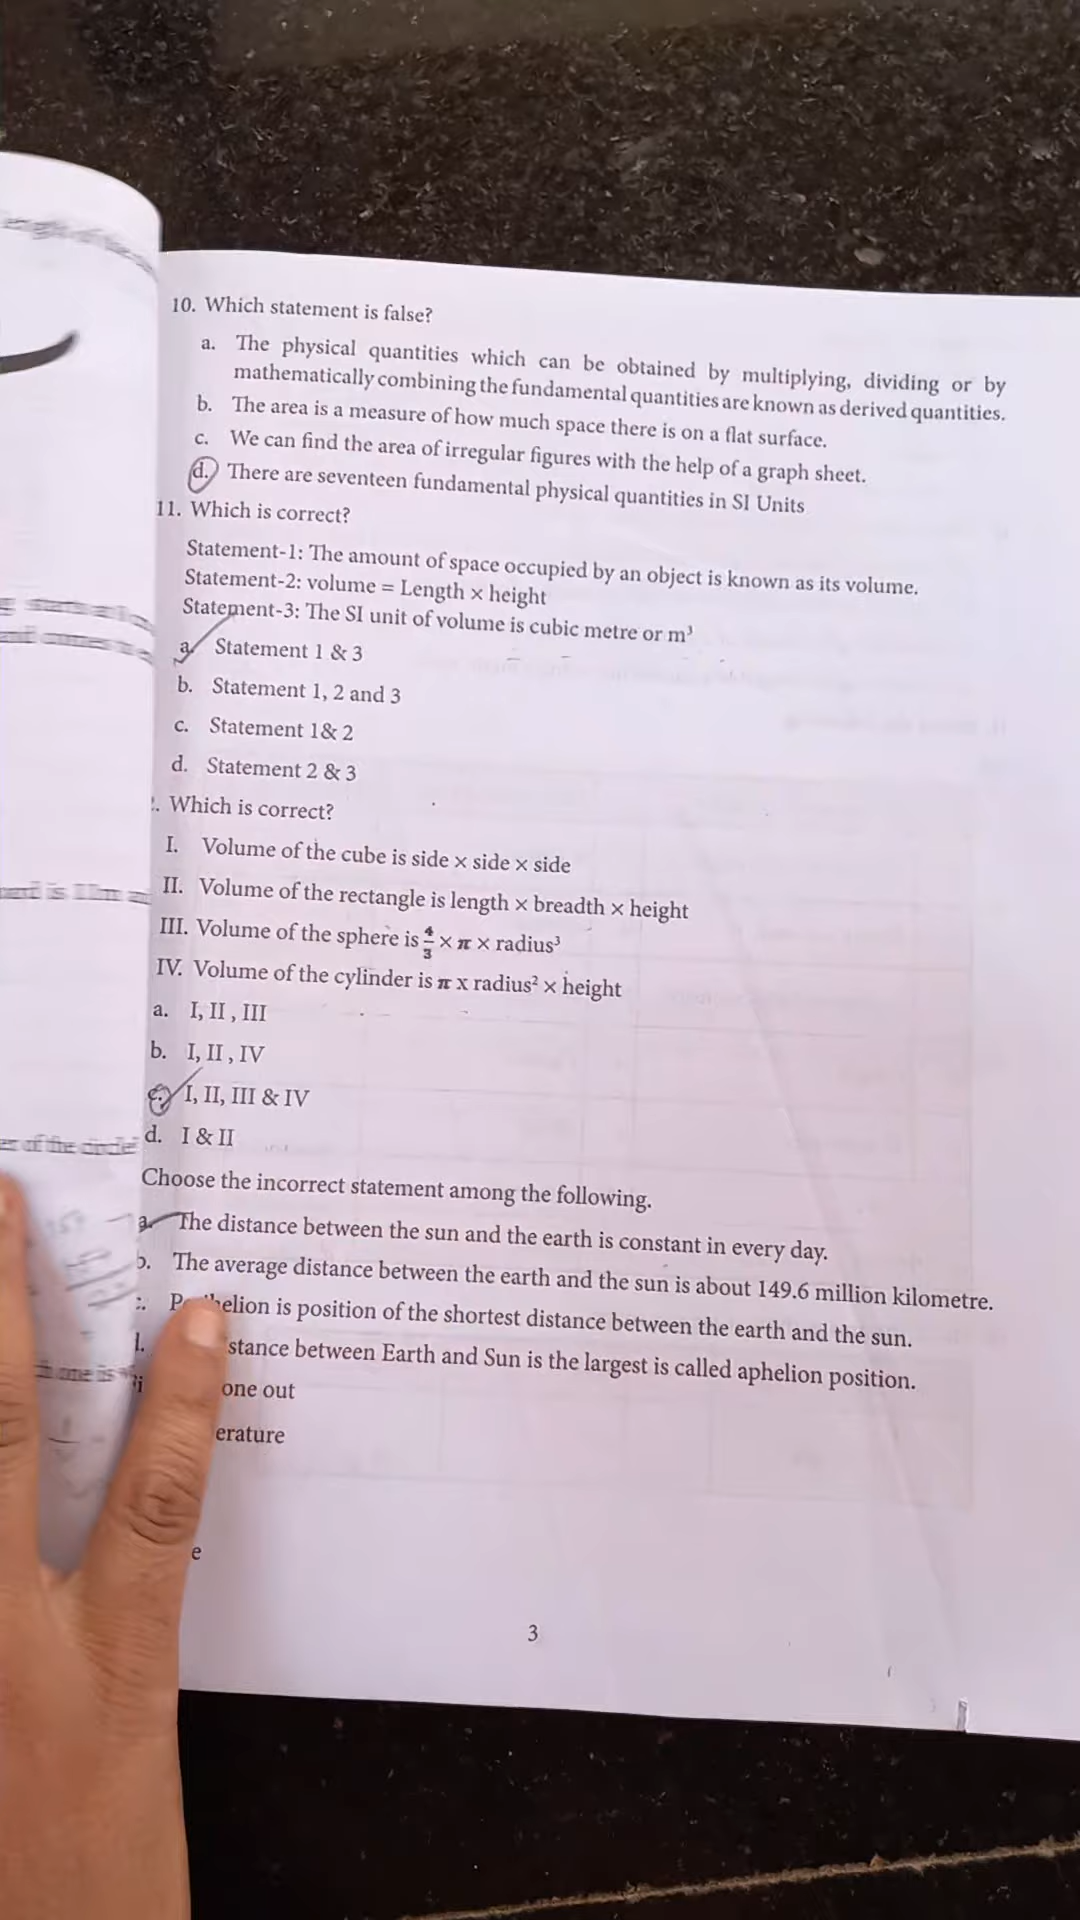 10. Which statement is false?
a. The physical quantities which can be obtained by multiplying, dividing or by
mathematically combining the fundamental quantities are known as derived quantities.
b. The area is a measure of how much space there is on a flat surface.
c. We can find the area of irregular figures with the help of a graph sheet.
d. There are seventeen fundamental physical quantities in SI Units
11. Which is correct?
Statement-1: The amount of space occupied by an object is known as its volume.
Statement-2: volume = Length × height
Statement-3: The SI unit of volume is cubic metre or m³
a. Statement 1 & 3
b. Statement 1, 2 and 3
c. Statement 1& 2
d. Statement 2 & 3
. Which is correct?
I. Volume of the cube is side × side × side
II. Volume of the rectangle is length × breadth × height
III. Volume of the sphere is 4/3 × π × radius³
IV. Volume of the cylinder is π x radius² × height
a. I, II , III
b. I, II , IV
c. I, II, III & IV
d. I & II
Choose the incorrect statement among the following.
a. The distance between the sun and the earth is constant in every day.
b. The average distance between the earth and the sun is about 149.6 million kilometre.
is position of the shortest distance between the earth and the sun.
between Earth and Sun is the largest is called aphelion position.
one out
3